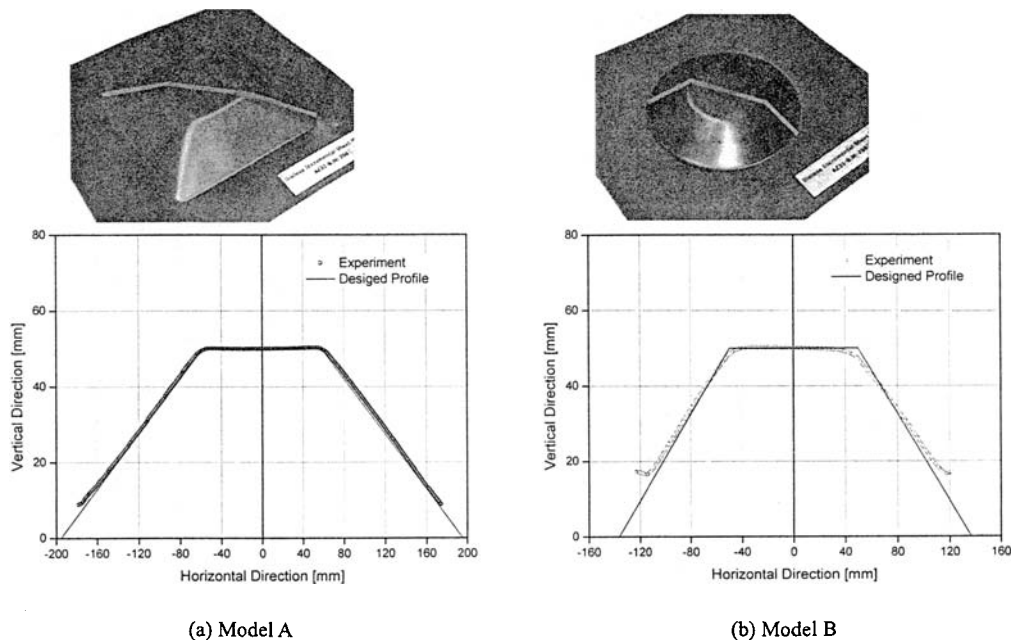 80
60
40
20
0
Vertical Direction [mm]
Experiment
Desiged Profile
-200 -160 -120 -80 -40 0 40 80 120 160 200
Horizontal Direction [mm]
(a) Model A
80
60
40
20
0
Vertical Direction [mm]
Experiment
Designed Profile
-160 -120 -80 -40 0 40 80 120 160
Horizontal Direction [mm]
(b) Model B